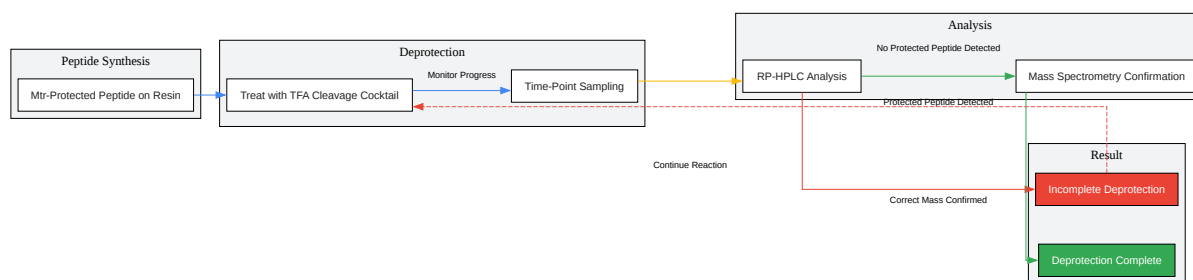 Analysis
Peptide Synthesis
Deprotection
No Protected Peptide Detected
Monitor Progress
RP-HPLC Analysis
Mass Spectrometry Confirmation
Mtr-Protected Peptide on Resin
Treat with TFA Cleavage Cocktail
Time-Point Sampling
Protected Peptide Detected
Result
Continue Reaction
Incomplete Deprotection
Correct Mass Confirmed
Deprotection Complete